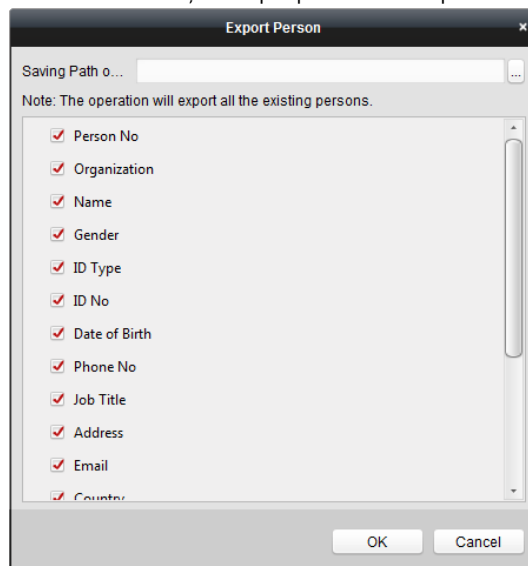 Export Person
Saving Path o...
...
Note: The operation will export all the existing persons.
Person No
Organization
Name
Gender
ID Type
ID No
Date of Birth
Phone No
Job Title
Address
Email
Country
OK Cancel